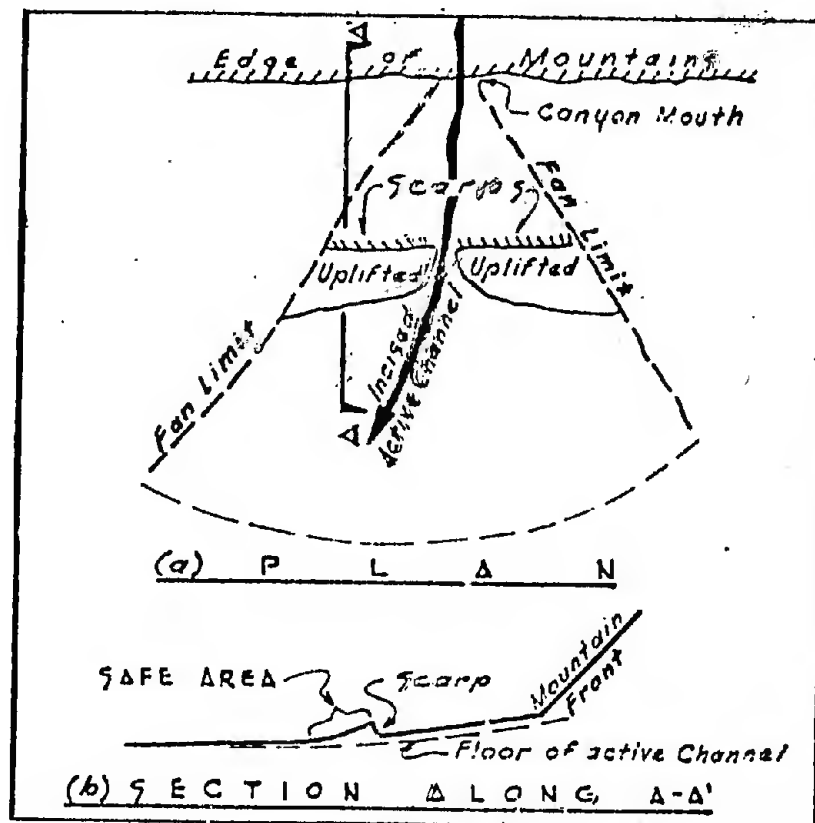 A
Edge of Mountains
Canyon Mouth
Scarps
Fan Limit
Uplifted Uplifted
Fan Limit
Incised
Active Channel
A
(a) PLAN
SAFE AREA
Scarp
Mountain
Front
Floor of active Channel
(b) SECTION ALONG A-A'